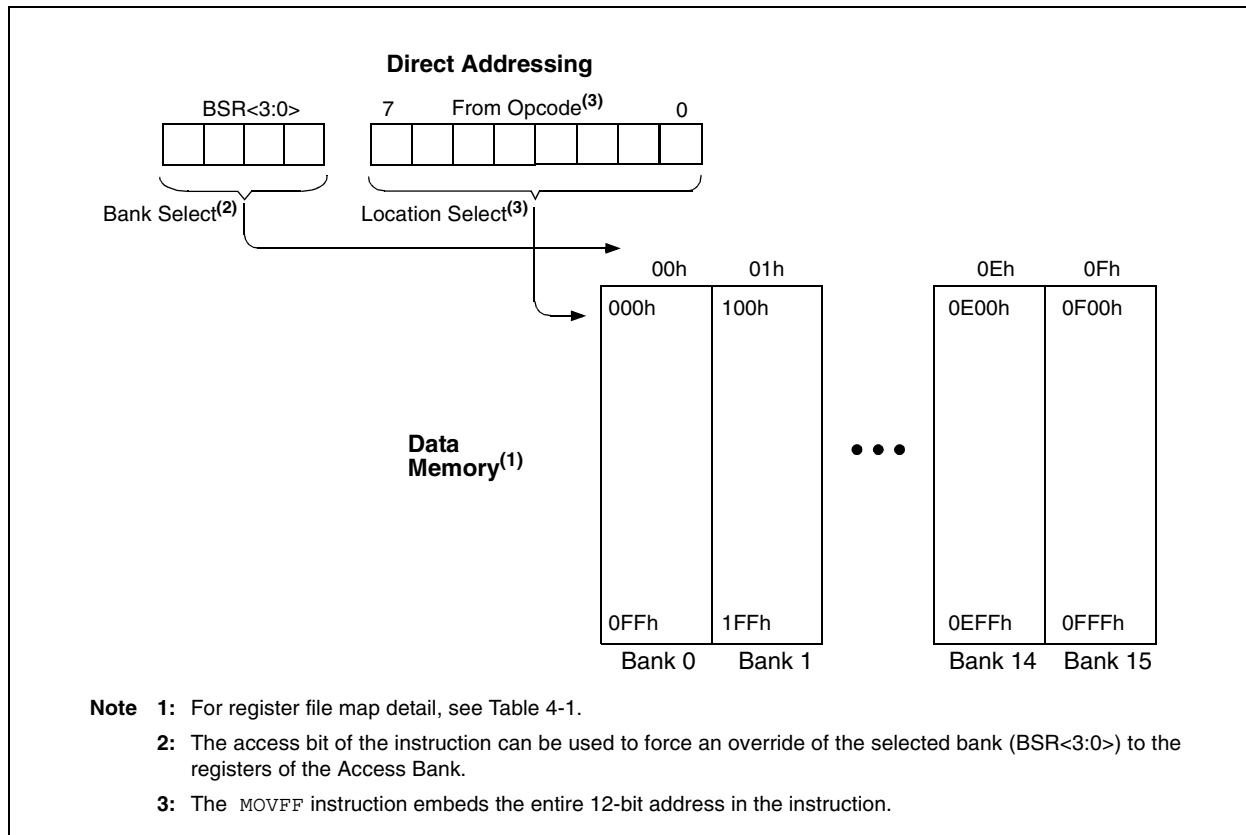 Direct Addressing
BSR<3:0>
7 From Opcode(3) 0
Bank Select(2)
Location Select(3)
00h 01h 0Eh 0Fh
000h 100h 0E00h 0F00h
Data
Memory(1)
0FFh 1FFh 0EFFh 0FFFh
Bank 0 Bank 1 Bank 14 Bank 15
Note 1: For register file map detail, see Table 4-1.
2: The access bit of the instruction can be used to force an override of the selected bank (BSR<3:0>) to the
registers of the Access Bank.
3: The MOVFF instruction embeds the entire 12-bit address in the instruction.